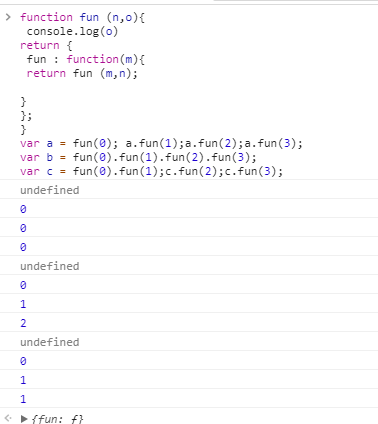 > function fun (n,o){
console.log(o)
return {
fun : function(m){
return fun (m,n);
}
};
}
var a = fun(0); a.fun(1);a.fun(2);a.fun(3);
var b = fun(0).fun(1).fun(2).fun(3);
var c = fun(0).fun(1);c.fun(2);c.fun(3);
undefined
0
0
0
undefined
0
1
2
undefined
0
1
1
{fun: f}